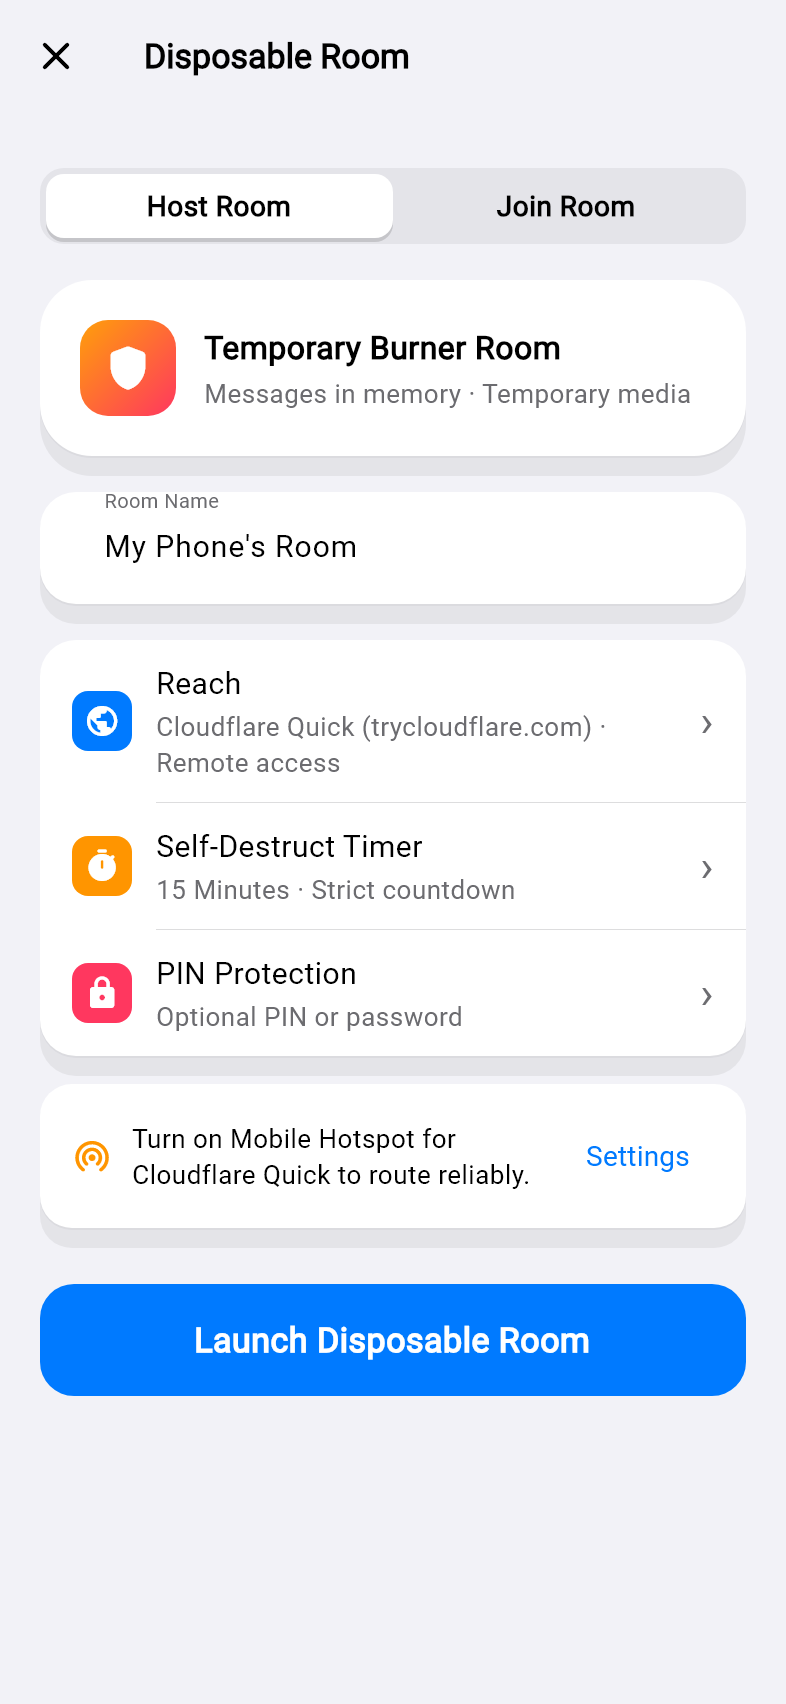 Disposable Room
Host Room
Join Room
Temporary Burner Room
Messages in memory · Temporary media
Room Name
My Phone's Room
Reach
Cloudflare Quick (trycloudflare.com) ·
Remote access
Self-Destruct Timer
15 Minutes · Strict countdown
PIN Protection
Optional PIN or password
Turn on Mobile Hotspot for
Cloudflare Quick to route reliably.
Settings
Launch Disposable Room